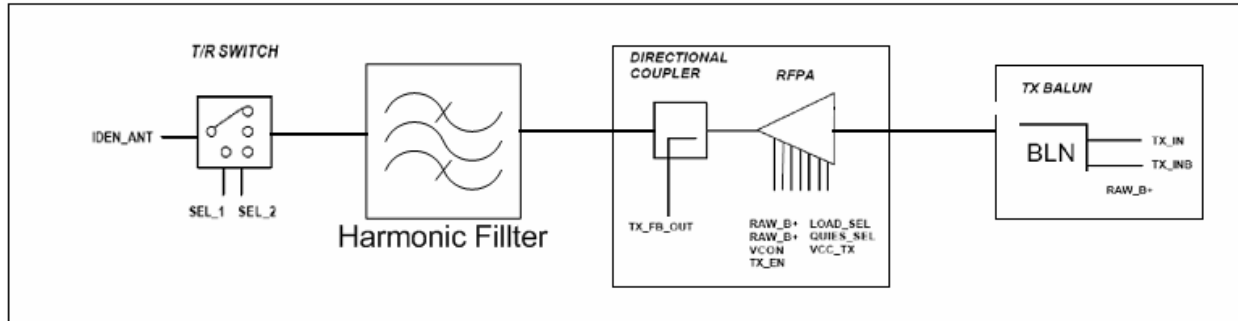 T/R SWITCH
IDEN_ANT
SEL_1 SEL_2
Harmonic Fillter
DIRECTIONAL
COUPLER
RFPA
TX_FB_OUT
RAW_B+ LOAD_SEL
RAW_B+ QUIES_SEL
VCON VCC_TX
TX_EN
TX BALUN
BLN
TX_IN
TX_INB
RAW_B+